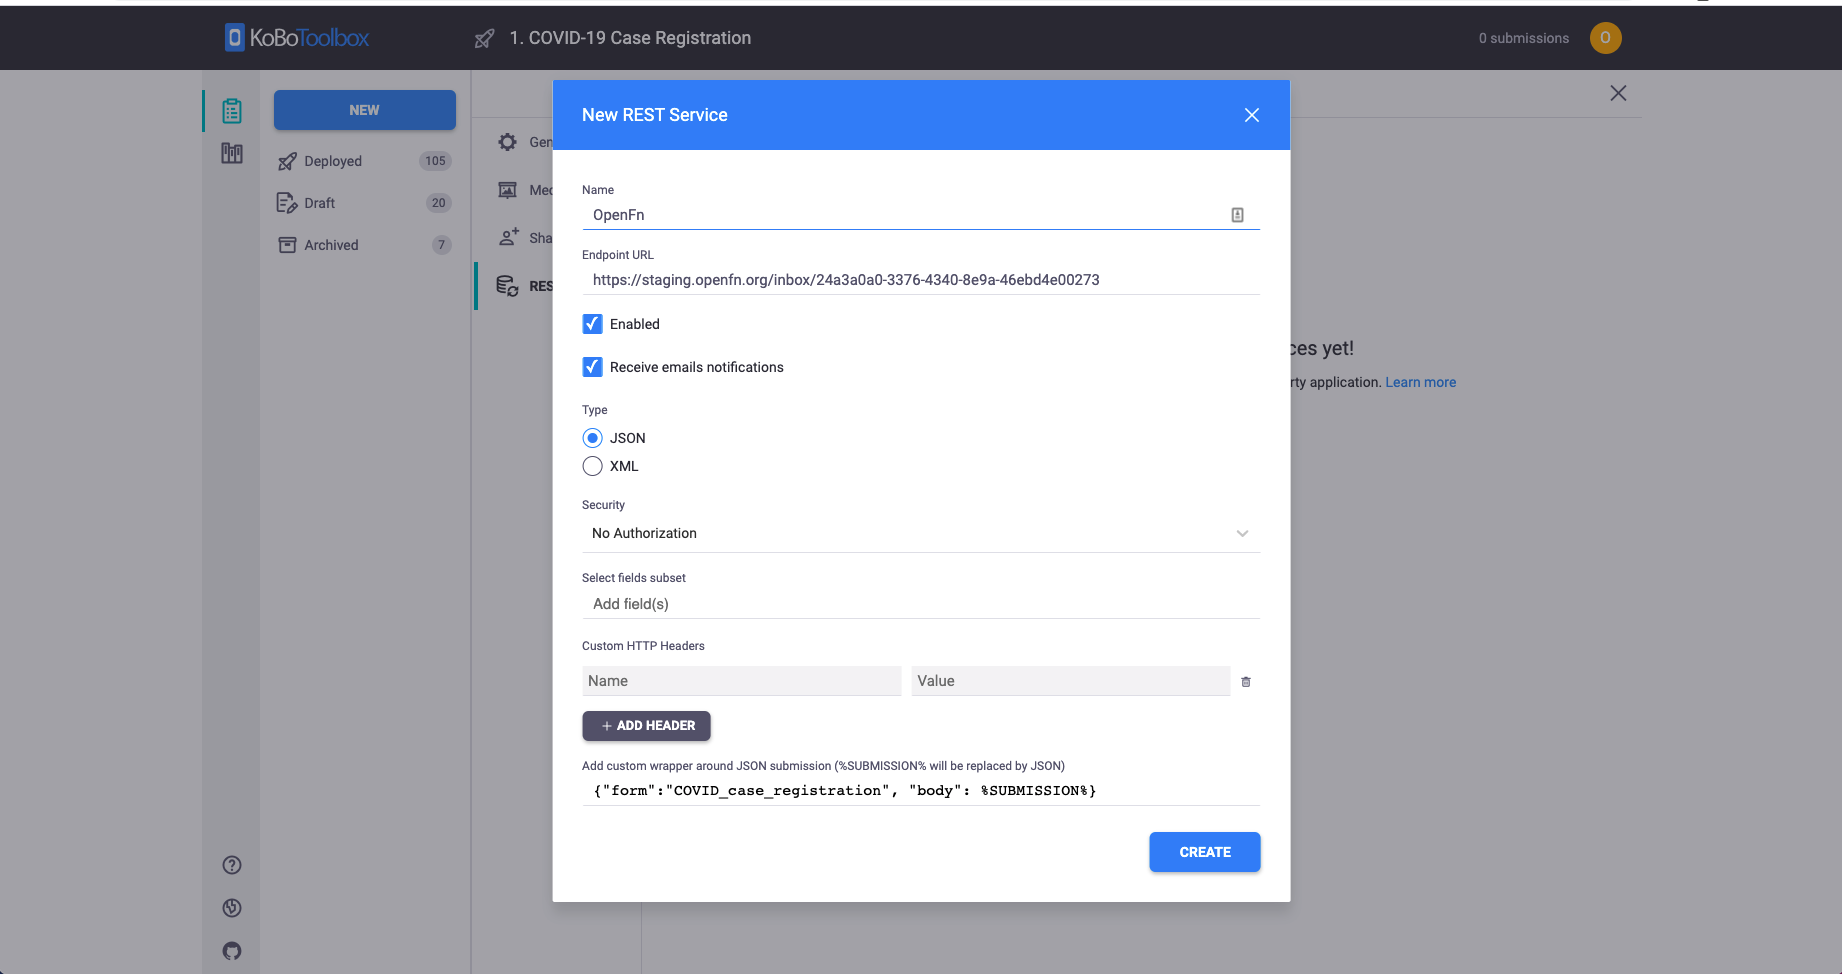 KoBoToolbox
1. COVID-19 Case Registration
0 submissions
O
NEW
Deployed
105
Draft
20
Archived
7
Gen
Med
Sha
RES
New REST Service
Name
OpenFn
Endpoint URL
https://staging.openfn.org/inbox/24a3a0a0-3376-4340-8e9a-46ebd4e00273
Enabled
Receive emails notifications
Type
JSON
XML
Security
No Authorization
Select fields subset
Add field(s)
Custom HTTP Headers
Name
Value
+ ADD HEADER
Add custom wrapper around JSON submission (%SUBMISSION% will be replaced by JSON)
{"form":"COVID_case_registration", "body": %SUBMISSION%}
CREATE
ces yet!
rty application. Learn more